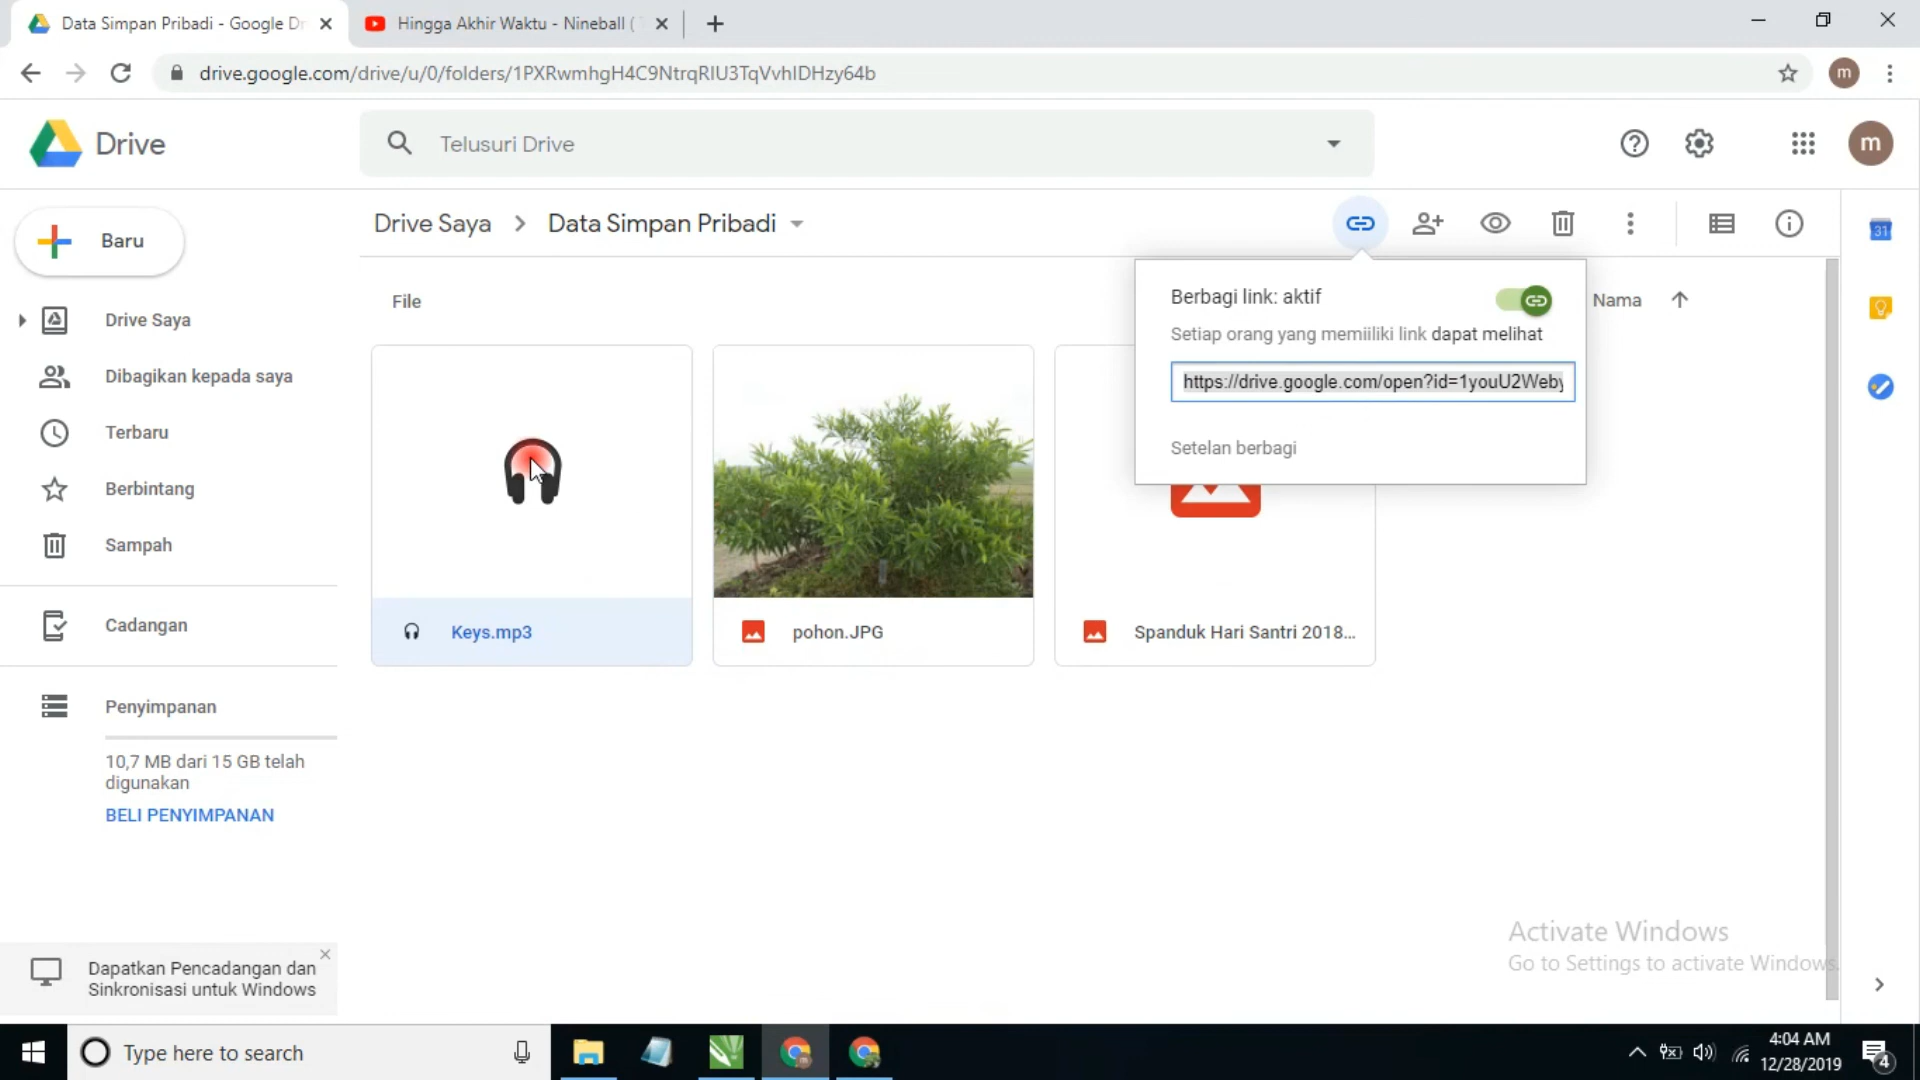 Data Simpan Pribadi - Google Dr
Hingga Akhir Waktu - Nineball (
drive.google.com/drive/u/0/folders/1PXRwmhgH4C9NtrqRIU3TqVvhIDHzy64b
m
Drive
Telusuri Drive
m
Baru
Drive Saya
Data Simpan Pribadi
31
File
Nama
Berbagi link: aktif
Setiap orang yang memiiliki link dapat melihat
https://drive.google.com/open?id=1youU2Weby
Setelan berbagi
Drive Saya
Dibagikan kepada saya
Terbaru
Berbintang
Sampah
Cadangan
Penyimpanan
10,7 MB dari 15 GB telah
digunakan
BELI PENYIMPANAN
Keys.mp3
pohon.JPG
Spanduk Hari Santri 2018...
Dapatkan Pencadangan dan
Sinkronisasi untuk Windows
Activate Windows
Go to Settings to activate Windows.
Type here to search
4:04 AM
12/28/2019
4